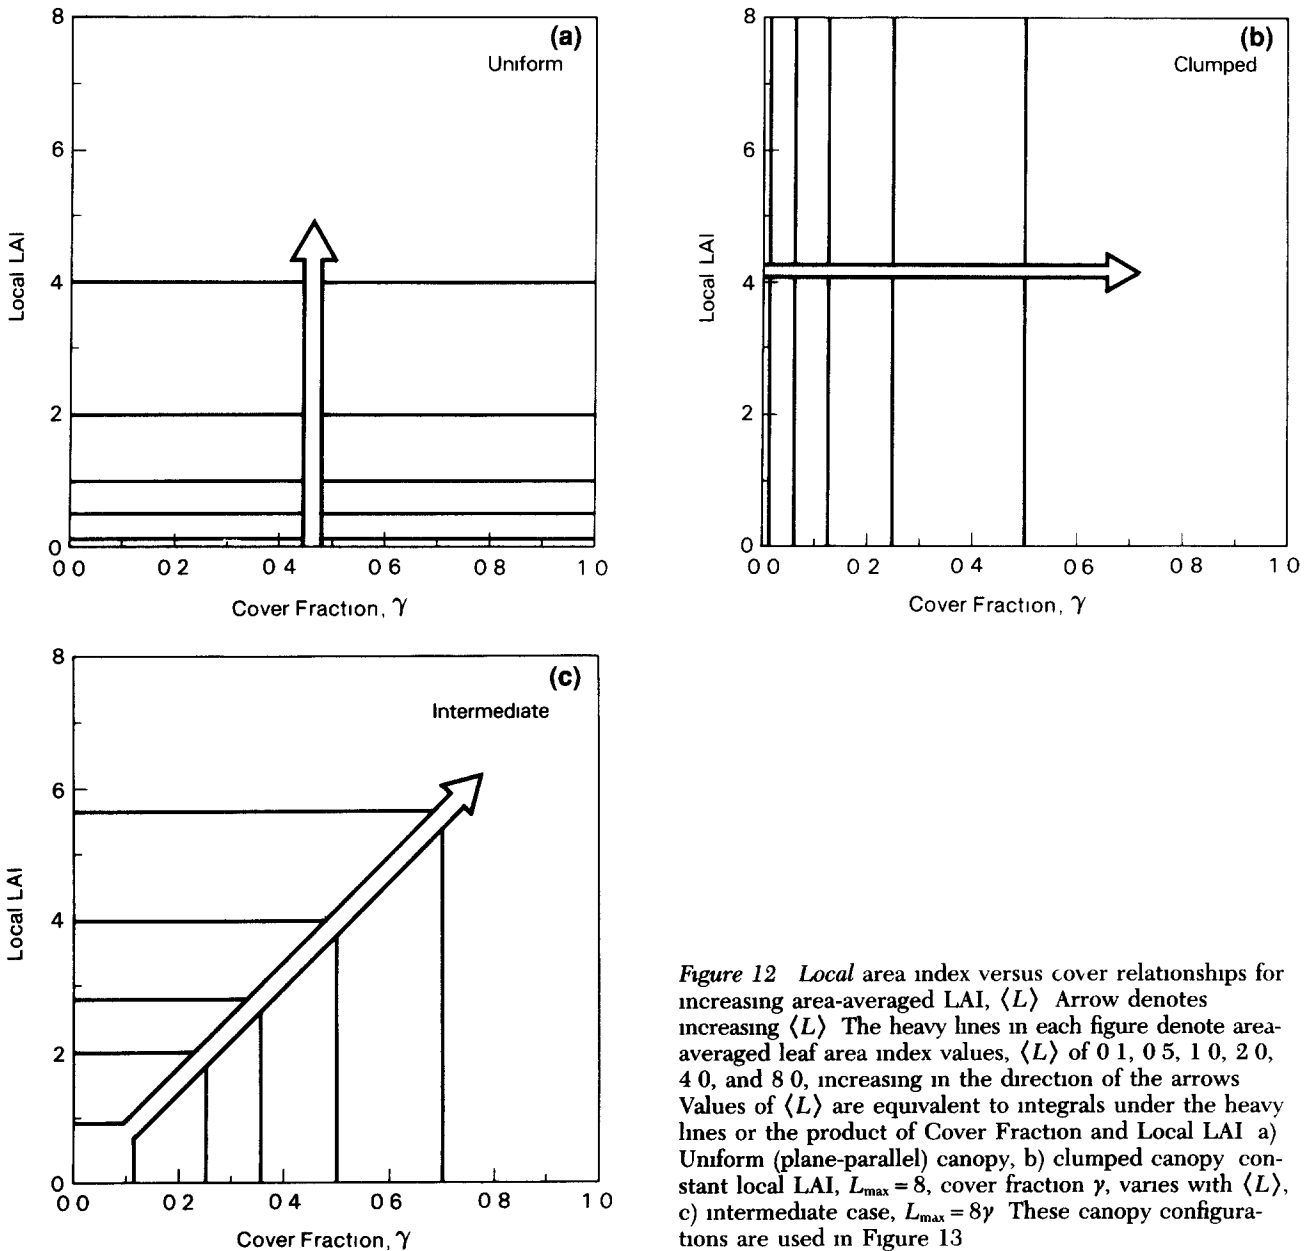 8
6
4
2
0
Local LAI
(a)
Uniform
0 0 0 2 0 4 0 6 0 8 1 0
Cover Fraction, γ
8
6
4
2
0
Local LAI
(b)
Clumped
0 0 0 2 0 4 0 6 0 8 1 0
Cover Fraction, γ
8
6
4
2
0
Local LAI
(c)
Intermediate
0 0 0 2 0 4 0 6 0 8 1 0
Cover Fraction, γ
Figure 12 Local area index versus cover relationships for
increasing area-averaged LAI, ⟨L⟩ Arrow denotes
increasing ⟨L⟩ The heavy lines in each figure denote area-
averaged leaf area index values, ⟨L⟩ of 0 1, 0 5, 1 0, 2 0,
4 0, and 8 0, increasing in the direction of the arrows
Values of ⟨L⟩ are equivalent to integrals under the heavy
lines or the product of Cover Fraction and Local LAI a)
Uniform (plane-parallel) canopy, b) clumped canopy con-
stant local LAI, Lmax = 8, cover fraction γ, varies with ⟨L⟩,
c) intermediate case, Lmax = 8γ These canopy configura-
tions are used in Figure 13